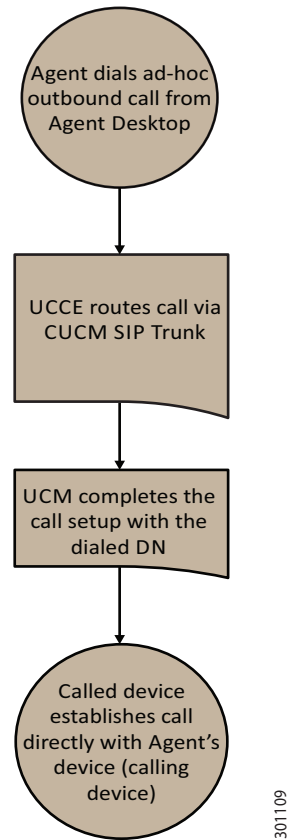 Agent dials ad-hoc
outbound call from
Agent Desktop
UCCE routes call via
CUCM SIP Trunk
UCM completes the
call setup with the
dialed DN
Called device
establishes call
directly with Agent's
device (calling
device)
301109